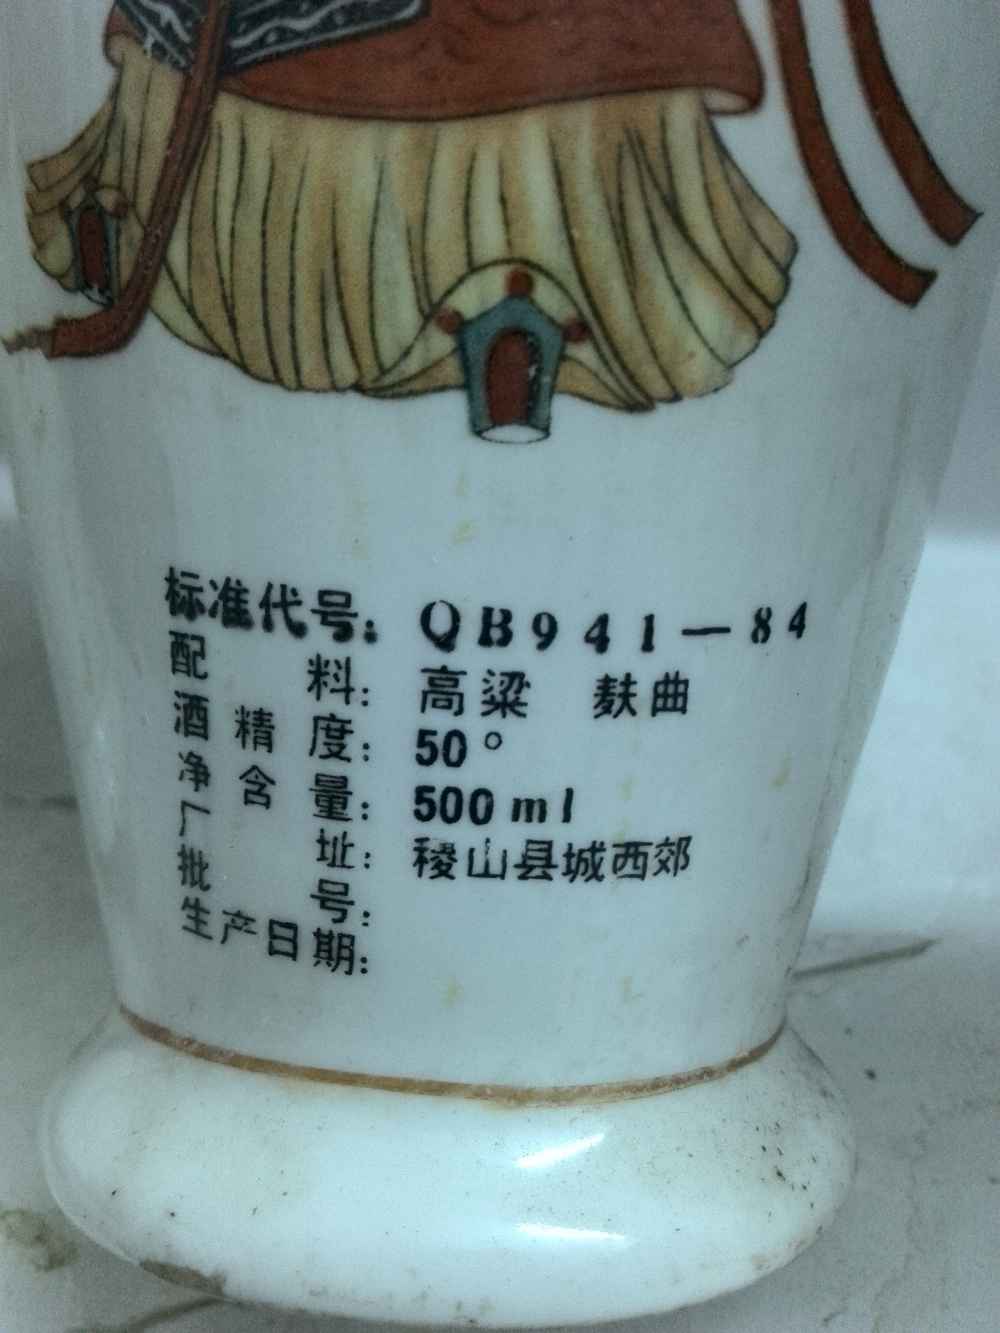 标准代号：QB941—84
配料：高粱 麸曲
酒精度：50°
净含量：500ml
厂址：稷山县城西郊
批号：
生产日期：